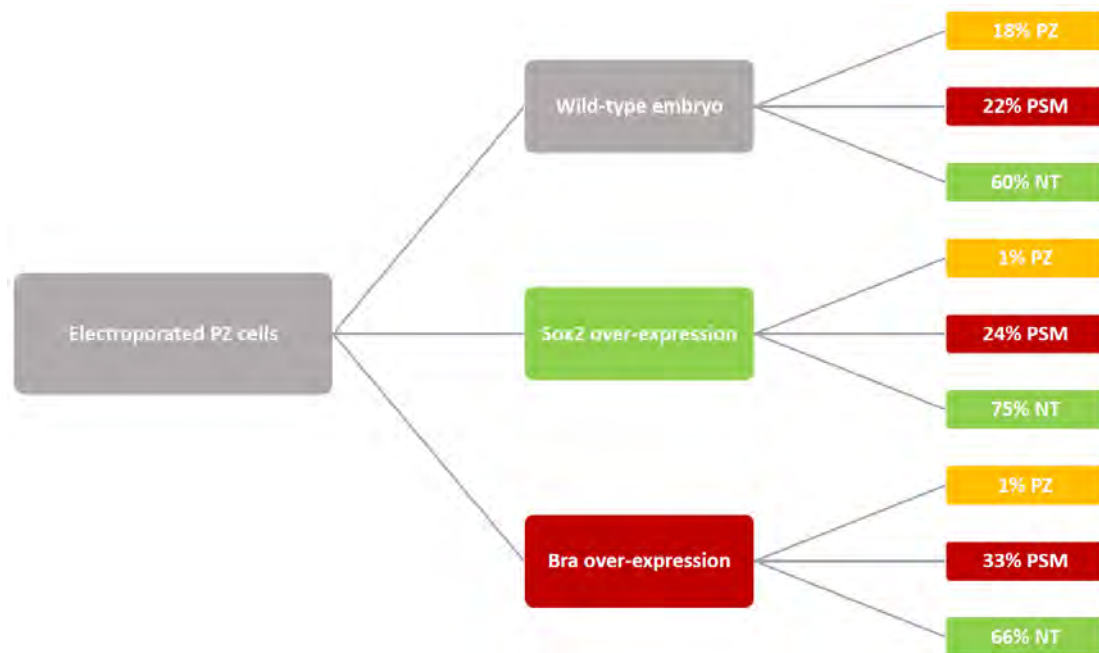 18% PZ
Wild-type embryo
22% PSM
60% NT
1% PZ
Electroporated PZ cells
Sox2 over-expression
24% PSM
75% NT
1% PZ
Bra over-expression
33% PSM
66% NT